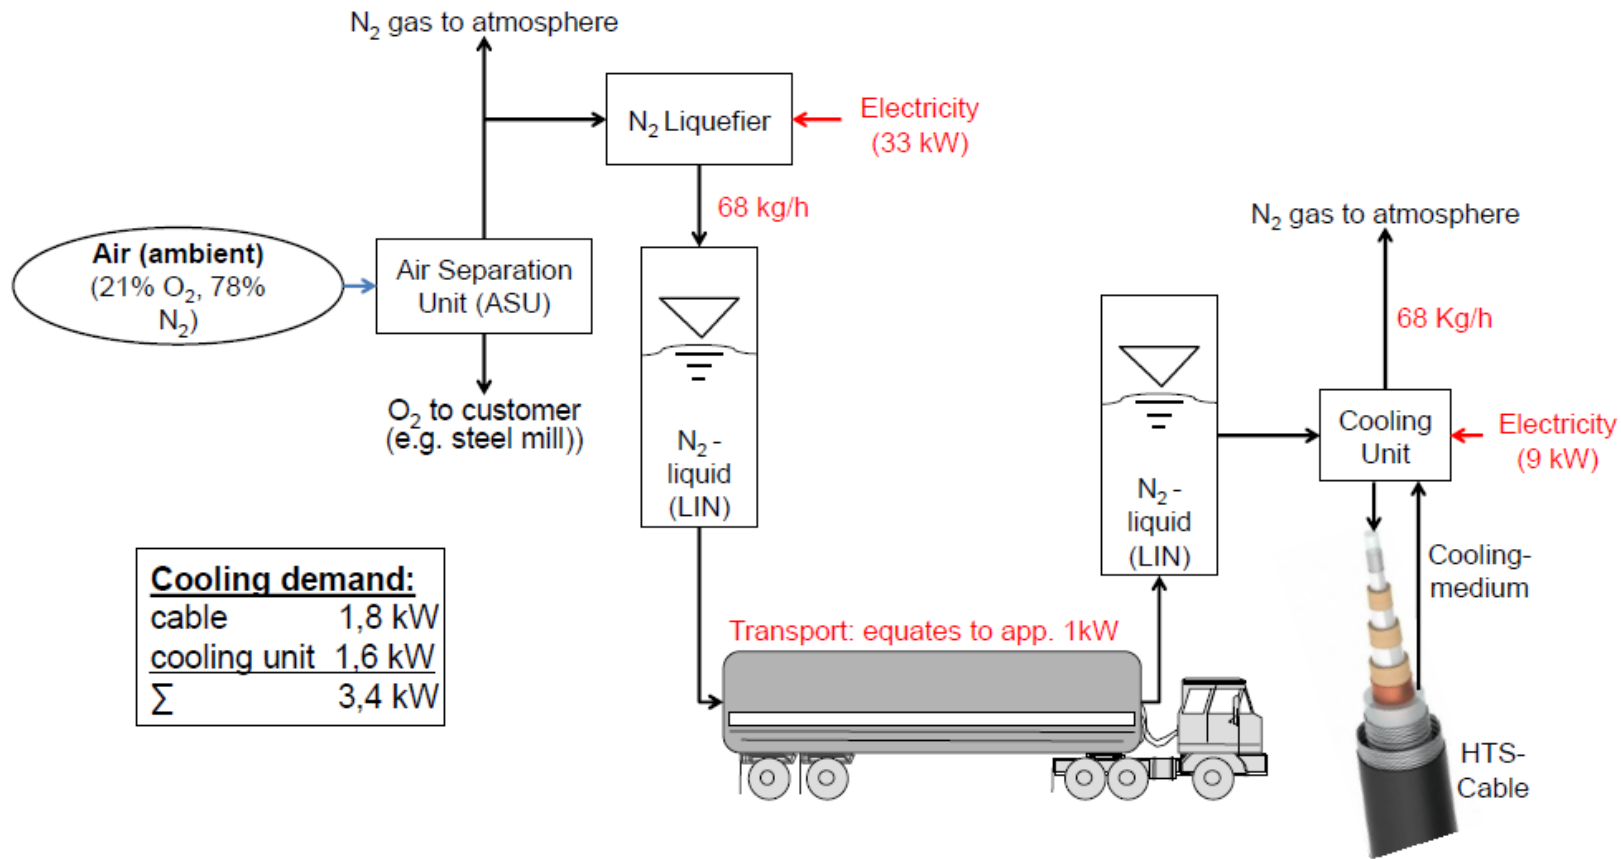 N2 gas to atmosphere
N2 Liquefier
Electricity
(33 kW)
68 kg/h
Air (ambient)
(21% O2, 78%
N2)
Air Separation
Unit (ASU)
O2 to customer
(e.g. steel mill))
N2 -
liquid
(LIN)
N2 gas to atmosphere
68 Kg/h
Cooling
Unit
Electricity
(9 kW)
N2 -
liquid
(LIN)
Cooling-
medium
Cooling demand:
cable 1,8 kW
cooling unit 1,6 kW
∑ 3,4 kW
Transport: equates to app. 1kW
HTS-
Cable